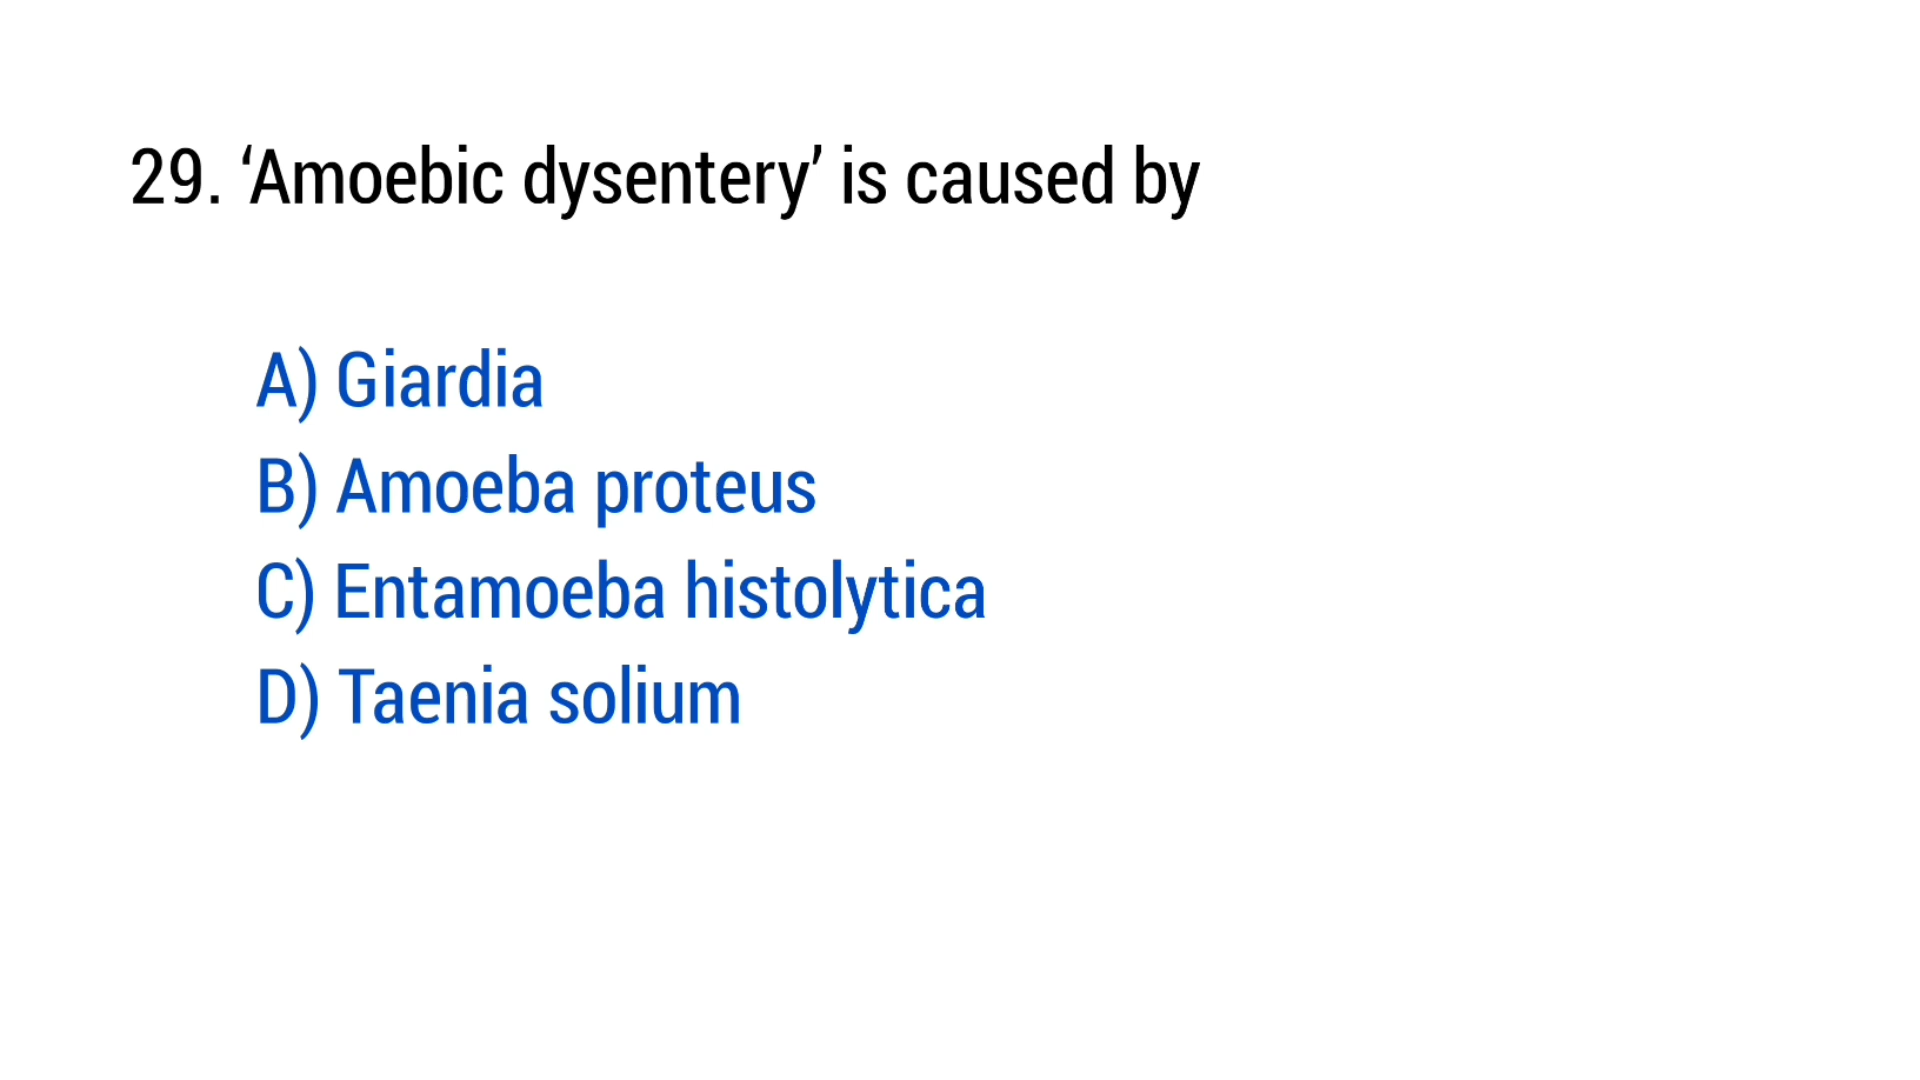 29. ‘Amoebic dysentery’ is caused by
A) Giardia
B) Amoeba proteus
C) Entamoeba histolytica
D) Taenia solium